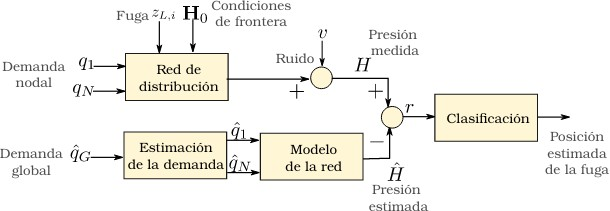 Fuga z_{L,i} H_0 Condiciones
de frontera
Demanda
nodal
q_1
q_N
Red de
distribución
Ruido
v
+
H
Presión
medida
+
r
Clasificación
Posición
estimada
de la fuga
Demanda
global
q̂_G
Estimación
de la demanda
q̂_1
q̂_N
Modelo
de la red
−
Ĥ
Presión
estimada